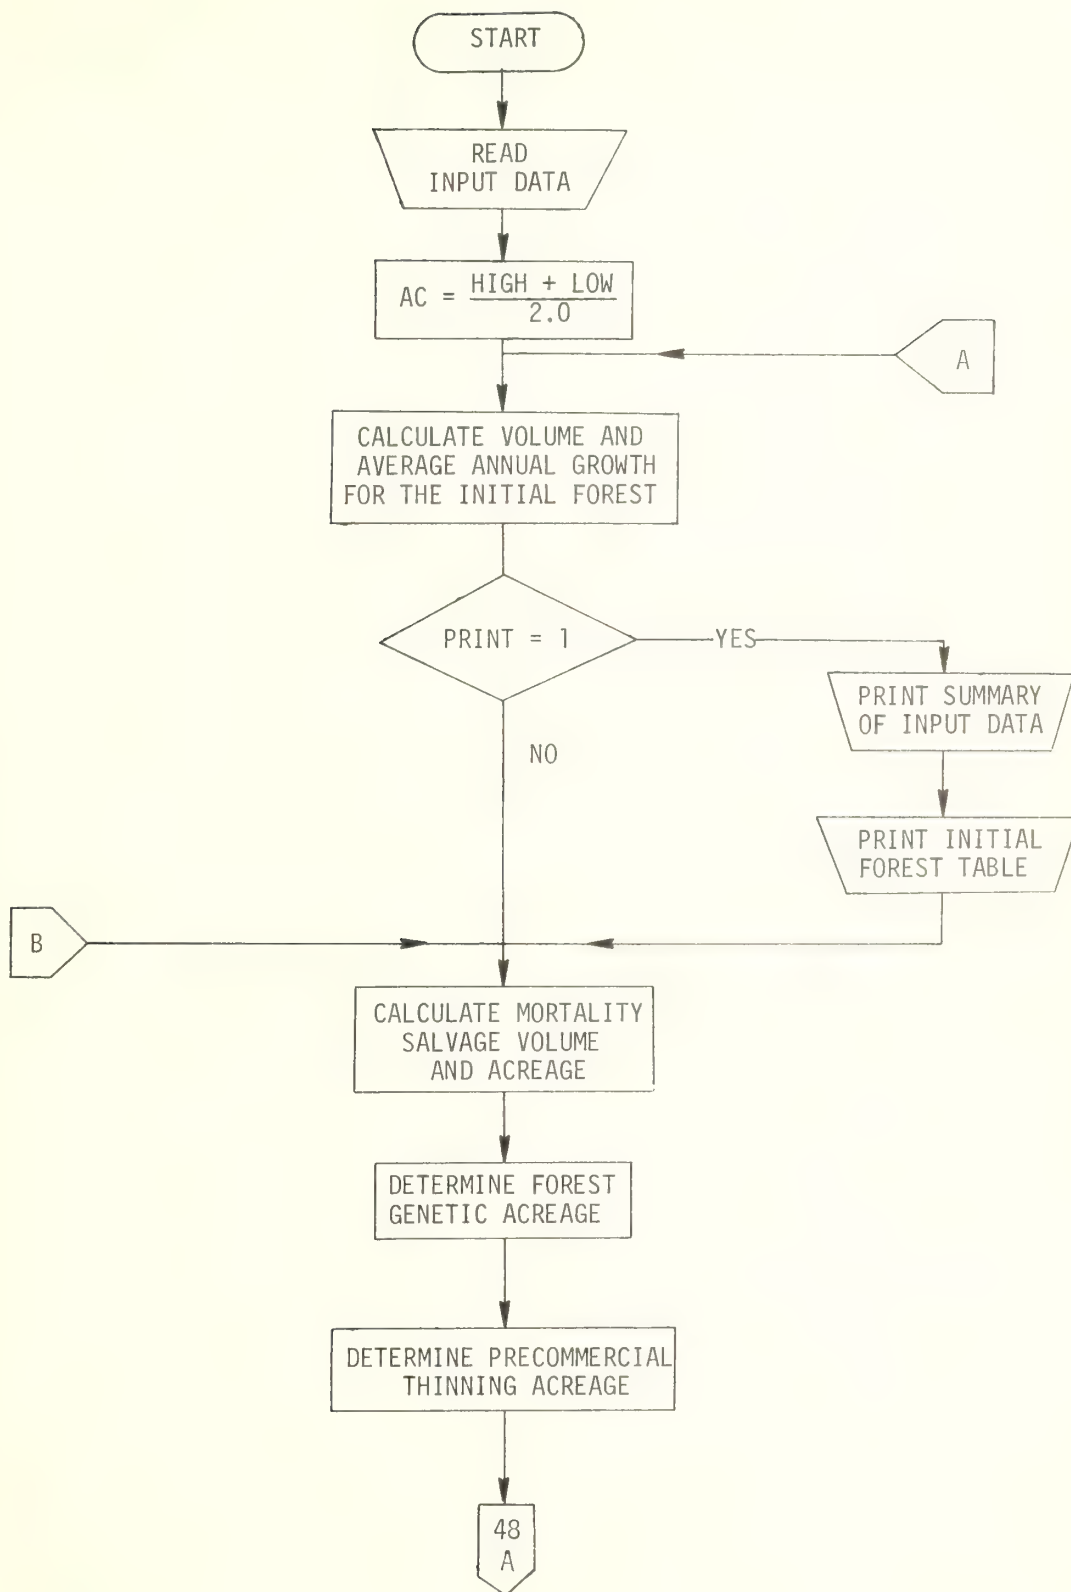 START
READ
INPUT DATA
AC = HIGH + LOW
2.0
A
CALCULATE VOLUME AND
AVERAGE ANNUAL GROWTH
FOR THE INITIAL FOREST
PRINT = 1
YES
PRINT SUMMARY
OF INPUT DATA
NO
PRINT INITIAL
FOREST TABLE
B
CALCULATE MORTALITY
SALVAGE VOLUME
AND ACREAGE
DETERMINE FOREST
GENETIC ACREAGE
DETERMINE PRECOMMERCIAL
THINNING ACREAGE
48
A